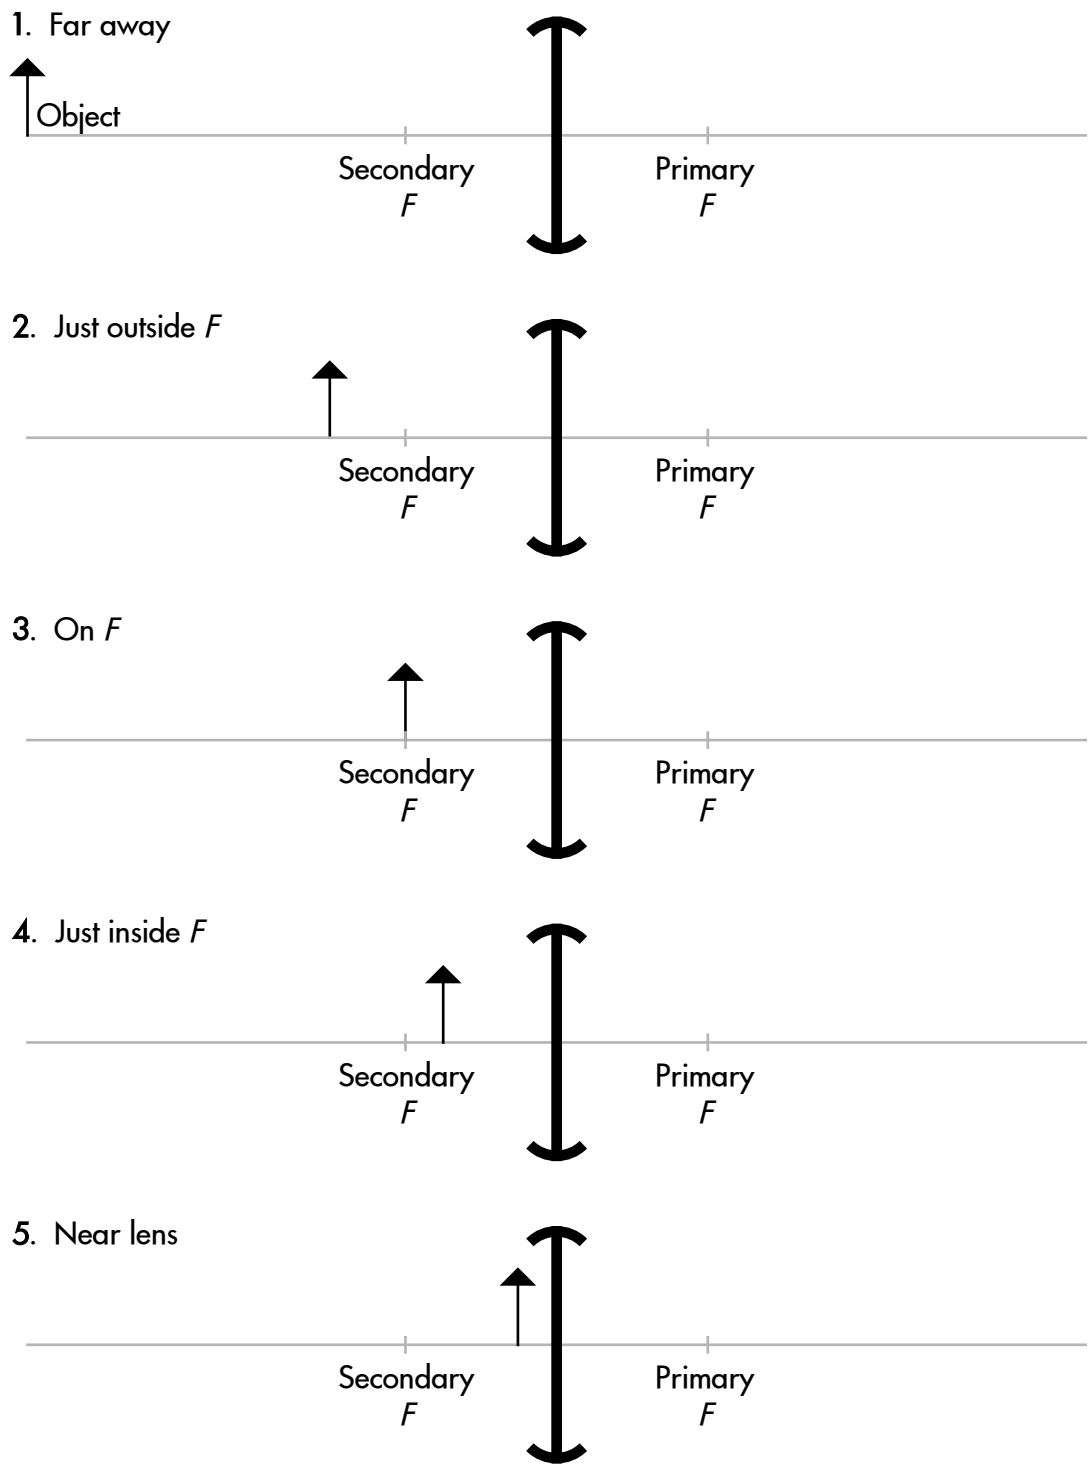 1. Far away
Object
Secondary Primary
F F
2. Just outside F
Secondary Primary
F F
3. On F
Secondary Primary
F F
4. Just inside F
Secondary Primary
F F
5. Near lens
Secondary Primary
F F